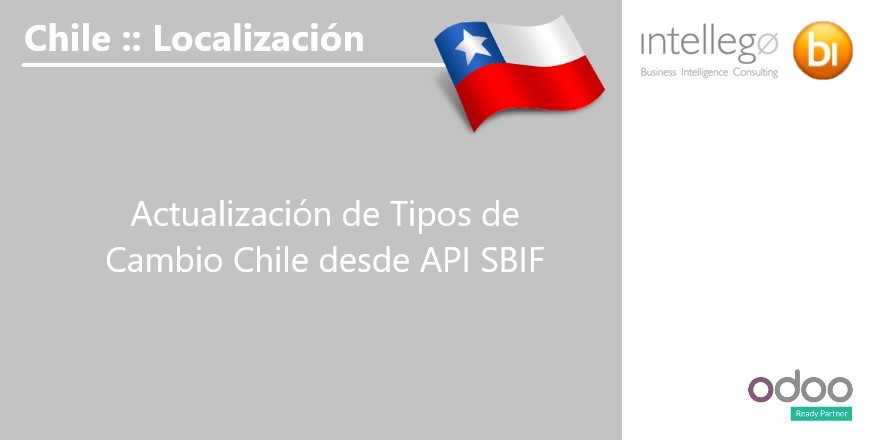 Chile :: Localización
intellegø
bi
Business Intelligence Consulting
Actualización de Tipos de
Cambio Chile desde API SBIF
odoo
Ready Partner